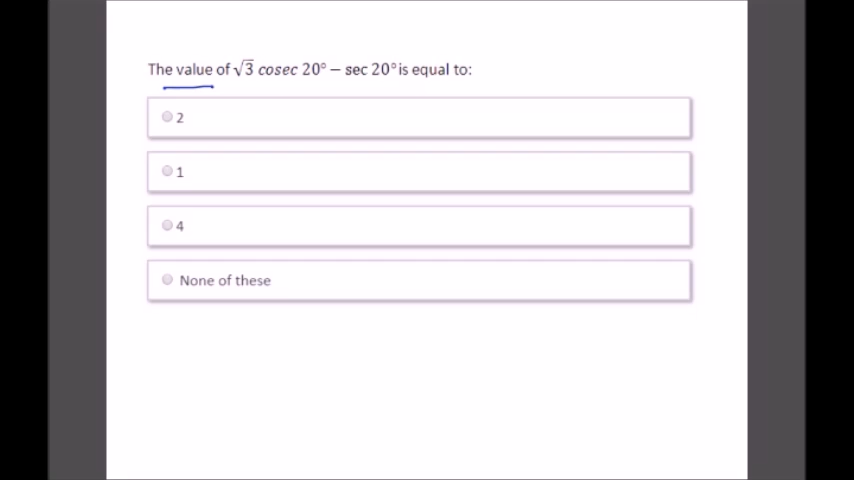 The value of √3 cosec 20° − sec 20° is equal to:
2
1
4
None of these